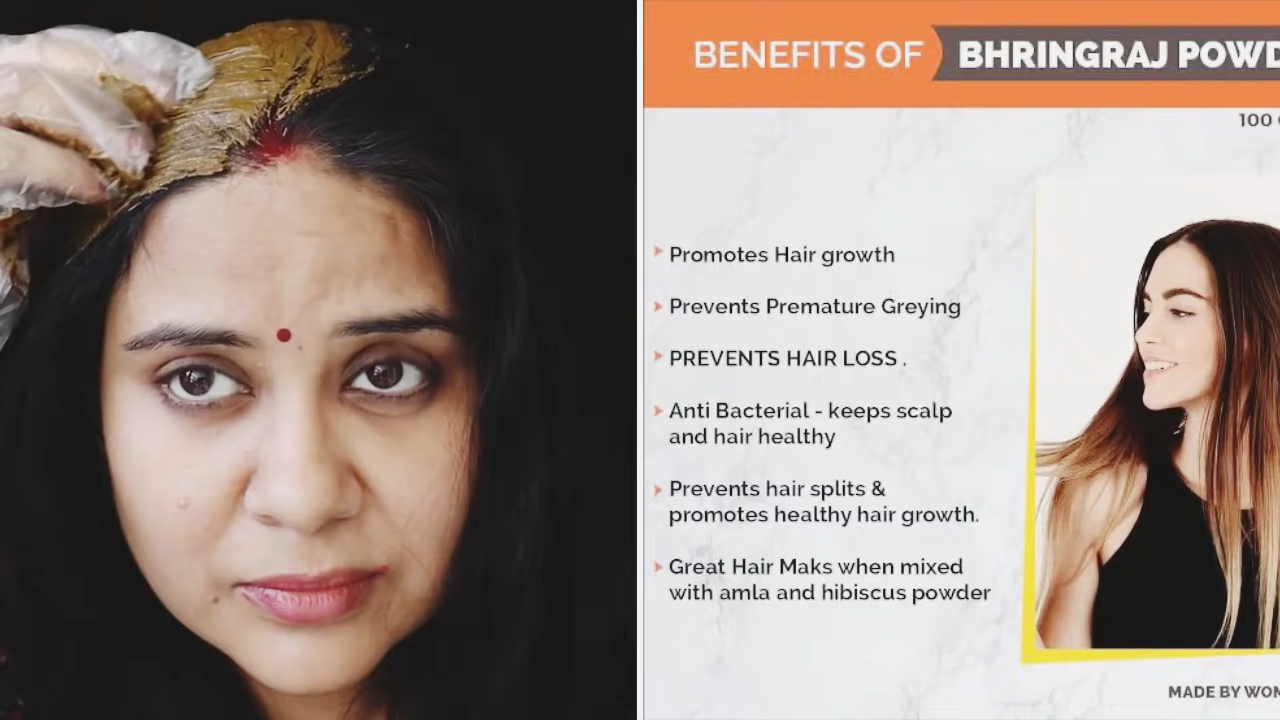 BENEFITS OF BHRINGRAJ
100
Promotes Hair growth
Prevents Premature Greying
PREVENTS HAIR LOSS .
Anti Bacterial - keeps scalp
and hair healthy
Prevents hair splits &
promotes healthy hair growth.
Great Hair Maks when mixed
with amla and hibiscus powder
MADE BY